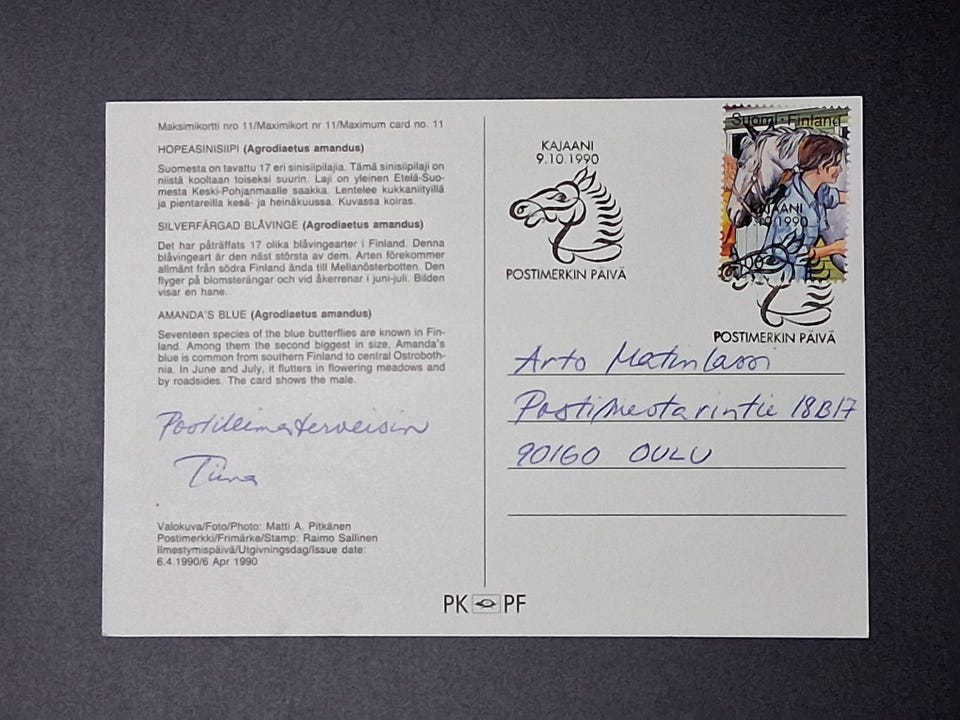 Maksimikortti nro 11/Maximikort nr 11/Maximum card no. 11
HOPEASINISIIPI (Agrodiaetus amandus)
Suomesta on tavattu 17 eri sinisiipilajia. Tämä sinisiipilaji on
niistä kooltaan toiseksi suurin. Laji on yleinen Etelä-Suo-
mesta Keski-Pohjanmaalle saakka. Lentelee kukkaniityillä
ja pientareilla kesä- ja heinäkuussa. Kuvassa koiras.
SILVERFÄRGAD BLÅVINGE (Agrodiaetus amandus)
Det har påträffats 17 olika blåvingearter i Finland. Denna
blåvingeart är den näst största av dem. Arten förekommer
allmänt från södra Finland ända till Mellanösterbotten. Den
flyger på blomsterängar och vid åkerrenar i juni-juli. Bilden
visar en hane.
AMANDA'S BLUE (Agrodiaetus amandus)
Seventeen species of the blue butterflies are known in Fin-
land. Among them the second biggest in size, Amanda's
blue is common from southern Finland to central Ostroboth-
nia. In June and July, it flutters in flowering meadows and
by roadsides. The card shows the male.
Postileimaterveisin
Tiina
Valokuva/Foto/Photo: Matti A. Pitkänen
Postimerkki/Frimärke/Stamp: Raimo Sallinen
Ilmestymispäivä/Utgivningsdag/Issue date:
6.4.1990/6 Apr 1990
PK PF
KAJAANI
9.10.1990
POSTIMERKIN PÄIVÄ
Suomi · Finland
KAJAANI
9.10.1990
POSTIMERKIN PÄIVÄ
Arto Matinlassi
Postimestarintie 18B17
90160 OULU